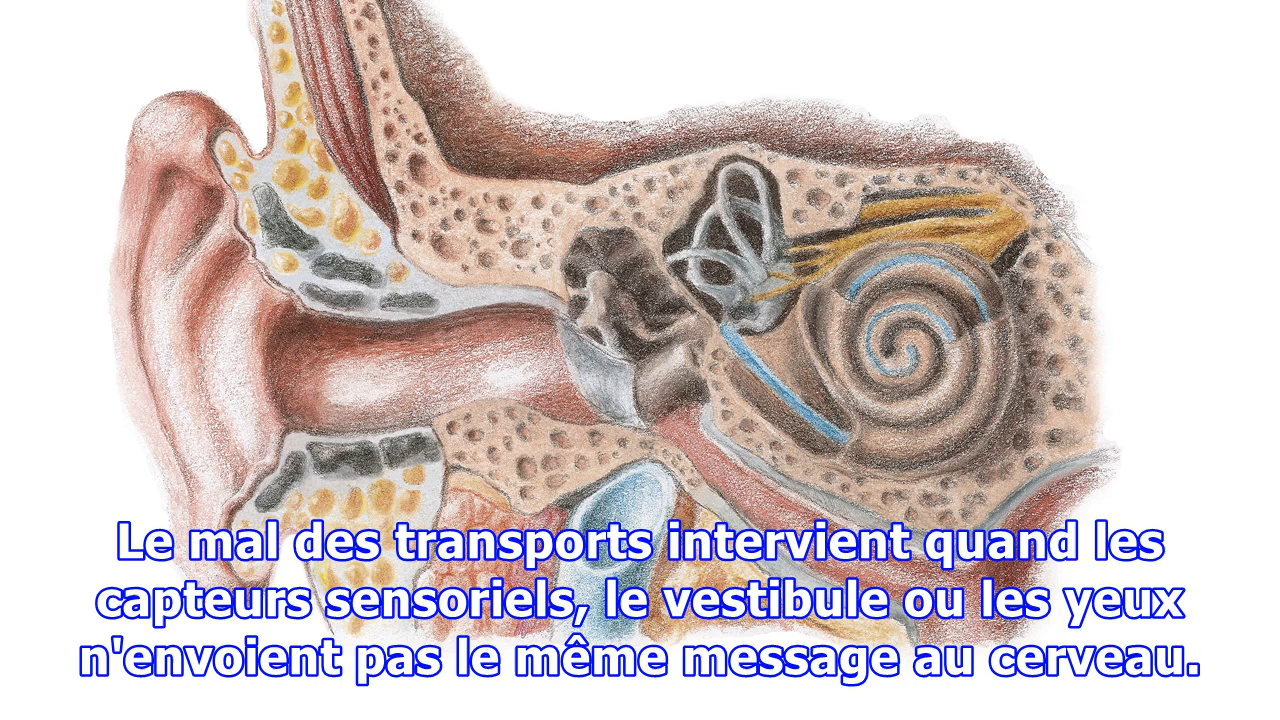 Le mal des transports intervient quand les
capteurs sensoriels, le vestibule ou les yeux
n'envoient pas le même message au cerveau.